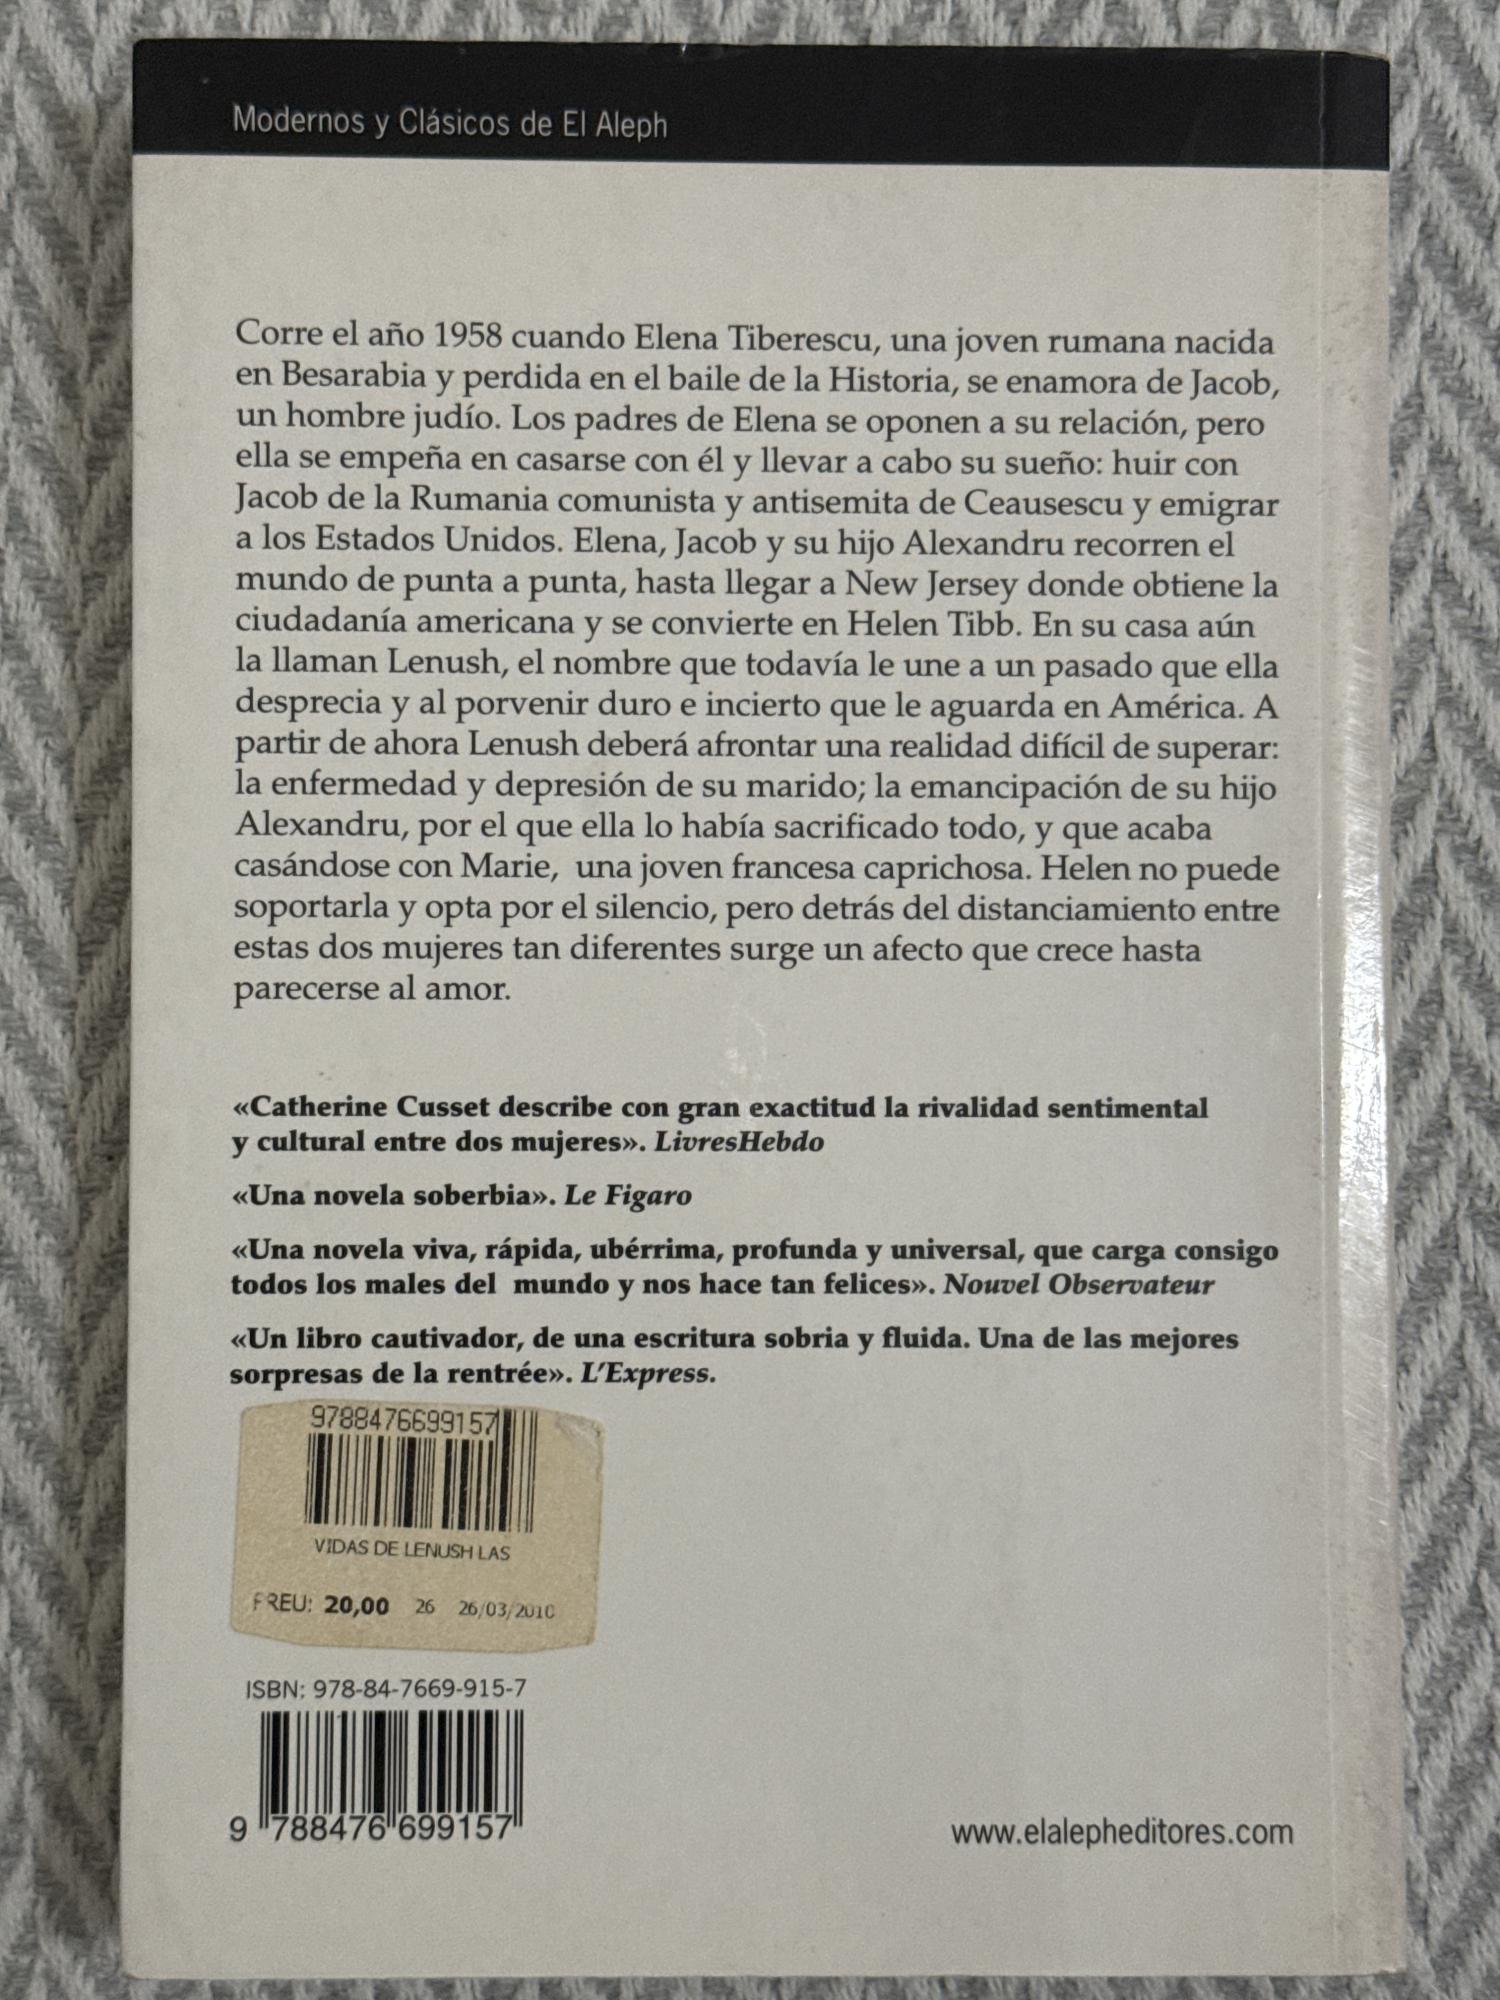 Modernos y Clásicos de El Aleph
Corre el año 1958 cuando Elena Tiberescu, una joven rumana nacida
en Besarabia y perdida en el baile de la Historia, se enamora de Jacob,
un hombre judío. Los padres de Elena se oponen a su relación, pero
ella se empeña en casarse con él y llevar a cabo su sueño: huir con
Jacob de la Rumania comunista y antisemita de Ceausescu y emigrar
a los Estados Unidos. Elena, Jacob y su hijo Alexandru recorren el
mundo de punta a punta, hasta llegar a New Jersey donde obtiene la
ciudadanía americana y se convierte en Helen Tibb. En su casa aún
la llaman Lenush, el nombre que todavía le une a un pasado que ella
desprecia y al porvenir duro e incierto que le aguarda en América. A
partir de ahora Lenush deberá afrontar una realidad difícil de superar:
la enfermedad y depresión de su marido; la emancipación de su hijo
Alexandru, por el que ella lo había sacrificado todo, y que acaba
casándose con Marie, una joven francesa caprichosa. Helen no puede
soportarla y opta por el silencio, pero detrás del distanciamiento entre
estas dos mujeres tan diferentes surge un afecto que crece hasta
parecerse al amor.
«Catherine Cusset describe con gran exactitud la rivalidad sentimental
y cultural entre dos mujeres». LivresHebdo
«Una novela soberbia». Le Figaro
«Una novela viva, rápida, ubérrima, profunda y universal, que carga consigo
todos los males del mundo y nos hace tan felices». Nouvel Observateur
«Un libro cautivador, de una escritura sobria y fluida. Una de las mejores
sorpresas de la rentrée». L'Express.
9788476699157
VIDAS DE LENUSH LAS
PREU: 20,00 26 26/03/2010
ISBN: 978-84-7669-915-7
9 788476 699157
www.elalepheditores.com